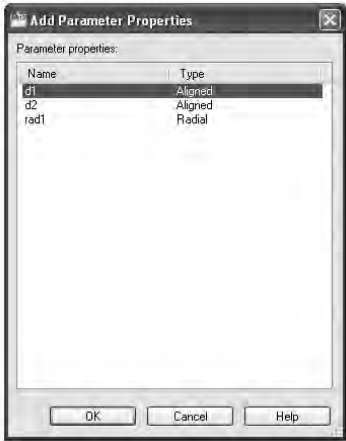 Add Parameter Properties
Parameter properties:
Name Type
d1 Aligned
d2 Aligned
rad1 Radial
OK Cancel Help